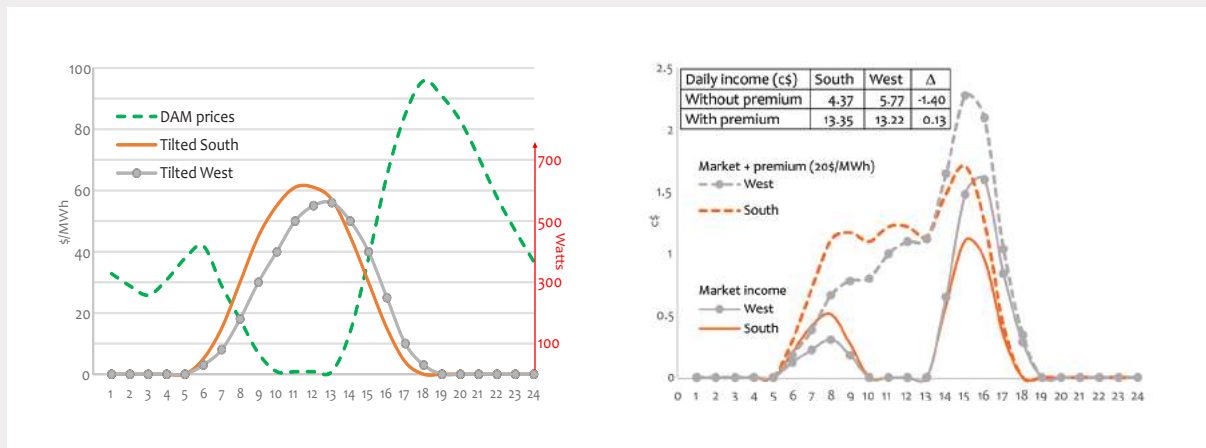 100
80
60
40
20
0
$/MWh
DAM prices
Tilted South
Tilted West
700
500
300
100
Watts
1 2 3 4 5 6 7 8 9 10 11 12 13 14 15 16 17 18 19 20 21 22 23 24
2.5
2
1.5
1
0.5
0
c$
Daily income (c$) South West Δ
Without premium 4.37 5.77 -1.40
With premium 13.35 13.22 0.13
Market + premium (20$/MWh)
West
South
Market income
West
South
0 1 2 3 4 5 6 7 8 9 10 11 12 13 14 15 16 17 18 19 20 21 22 23 24